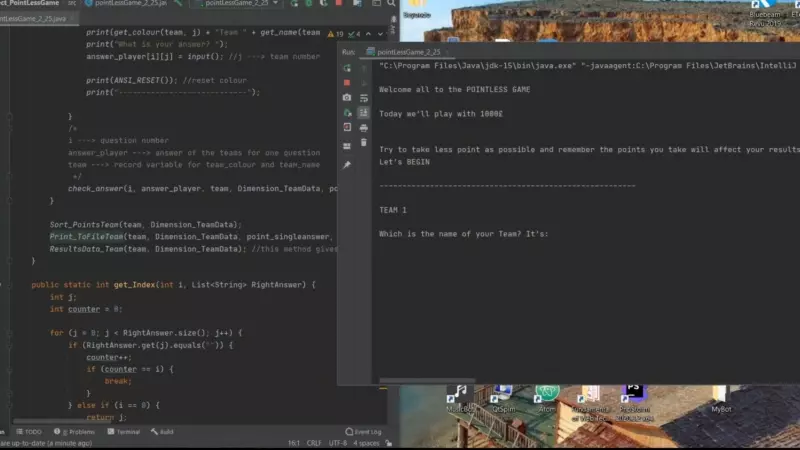 ect_PointLessGame
pointLessGame_2_25
_2_25.java
print(get_colour(team, j) + "Team " + get_name(team
19 4
print("What is your answer? ");
answer_player[i][j] = input(); //j ---> team number
print(ANSI_RESET()); //reset colour
print("---------------------------");
}
/*
i ---> question number
answer_player ---> answer of the teams for one question
team ---> record variable for team_colour and team_name
*/
check_answer(i, answer_player, team, Dimension_TeamData, po
}
Sort_PointsTeam(team, Dimension_TeamData);
Print_ToFileTeam(team, Dimension_TeamData, point_singleanswer,
ResultsData_Team(team, Dimension_TeamData); //this method gives
}
public static int get_Index(int i, List<String> RightAnswer) {
int j;
int counter = 0;
for (j = 0; j < RightAnswer.size(); j++) {
if (RightAnswer.get(j).equals("")) {
counter++;
if (counter == i) {
break;
}
} else if (i == 0) {
return j;
TODO Problems Terminal Build Event Log
are up-to-date (a minute ago) 16:1 CRLF UTF-8 4 spaces
Bluebeam
Revu 2019
Run: pointLessGame_2_25
"C:\Program Files\Java\jdk-15\bin\java.exe" "-javaagent:C:\Program Files\JetBrains\IntelliJ
Welcome all to the POINTLESS GAME
Today we'll play with 1000£
Try to take less point as possible and remember the points you take will affect your results
Let's BEGIN
TEAM 1
Which is the name of your Team? It's:
QtSpim Atom MyBot